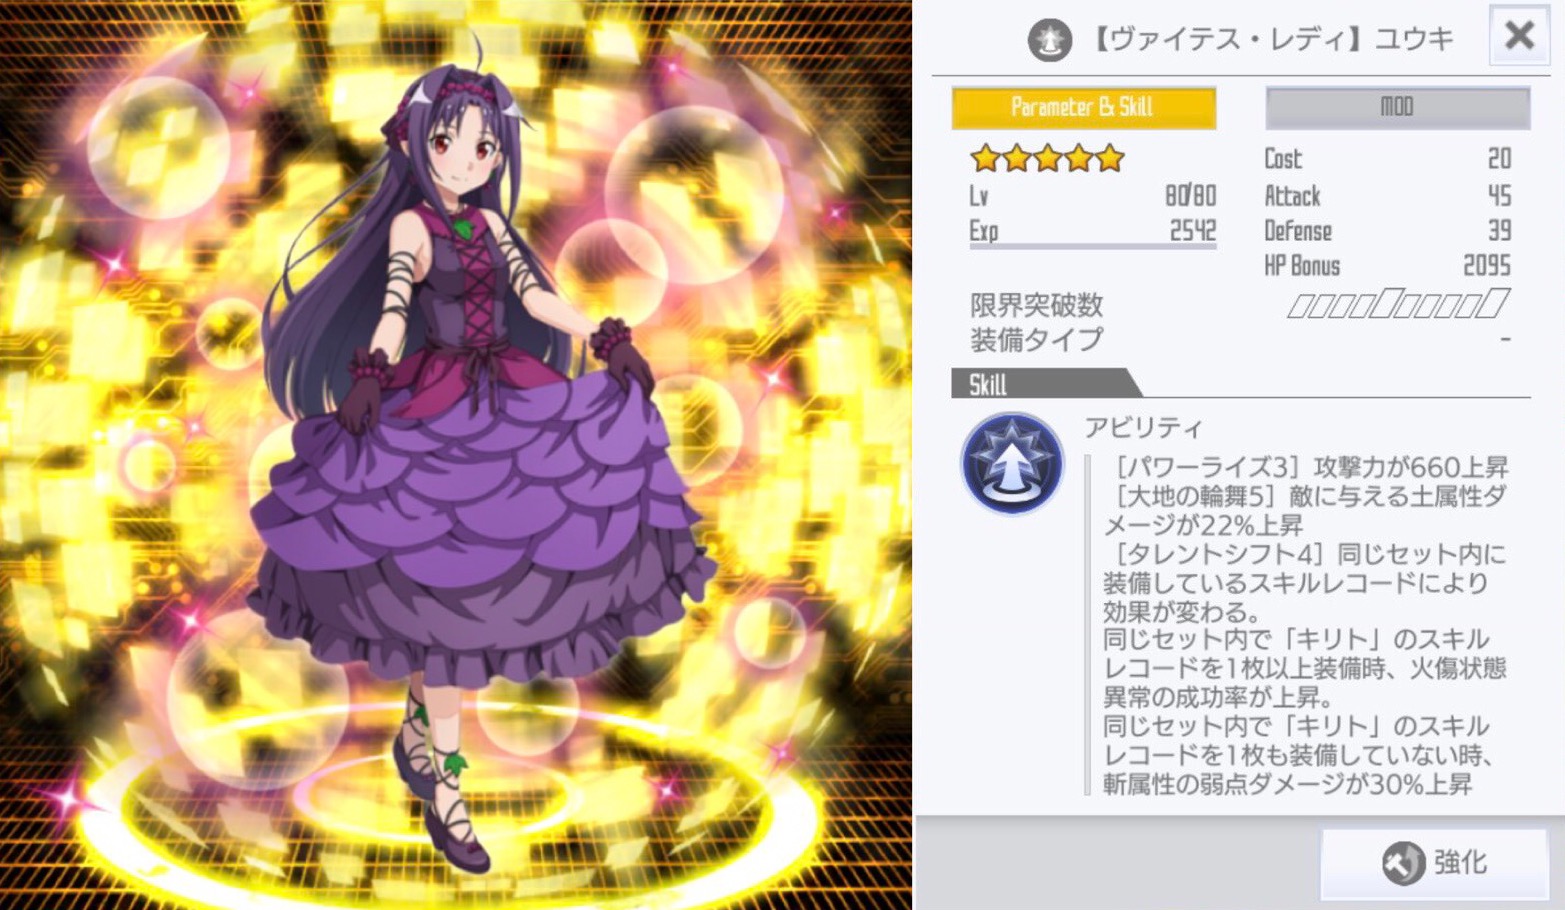 【ヴァイテス・レディ】ユウキ
Parameter & Skill
MOD
Lv 80/80
Exp 2542
Cost 20
Attack 45
Defense 39
HP Bonus 2095
限界突破数
装備タイプ -
Skill
アビリティ
［パワーライズ3］攻撃力が660上昇
［大地の輪舞5］敵に与える土属性ダ
メージが22%上昇
［タレントシフト4］同じセット内に
装備しているスキルレコードにより
効果が変わる。
同じセット内で「キリト」のスキル
レコードを1枚以上装備時、火傷状態
異常の成功率が上昇。
同じセット内で「キリト」のスキル
レコードを1枚も装備していない時、
斬属性の弱点ダメージが30%上昇
強化